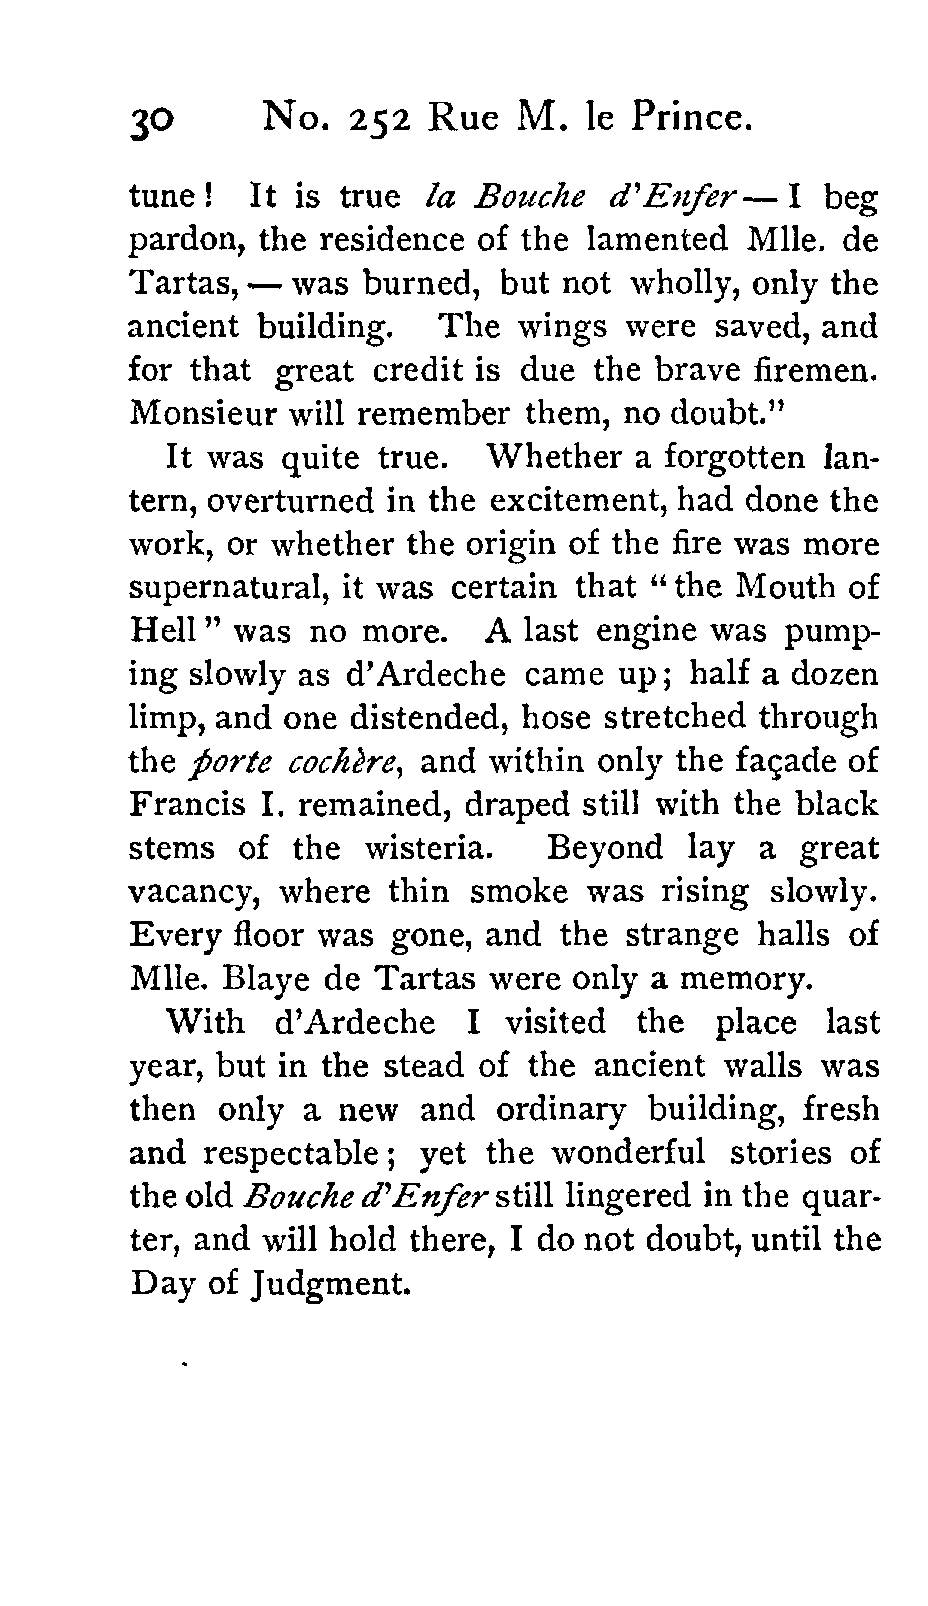 30 No. 252 Rue M. le Prince.
tune! It is true la Bouche d'Enfer— I beg
pardon, the residence of the lamented Mlle. de
Tartas,— was burned, but not wholly, only the
ancient building. The wings were saved, and
for that great credit is due the brave firemen.
Monsieur will remember them, no doubt."
It was quite true. Whether a forgotten lan-
tern, overturned in the excitement, had done the
work, or whether the origin of the fire was more
supernatural, it was certain that "the Mouth of
Hell" was no more. A last engine was pump-
ing slowly as d'Ardeche came up; half a dozen
limp, and one distended, hose stretched through
the porte cochère, and within only the façade of
Francis I. remained, draped still with the black
stems of the wisteria. Beyond lay a great
vacancy, where thin smoke was rising slowly.
Every floor was gone, and the strange halls of
Mlle. Blaye de Tartas were only a memory.
With d'Ardeche I visited the place last
year, but in the stead of the ancient walls was
then only a new and ordinary building, fresh
and respectable; yet the wonderful stories of
the old Bouche d'Enfer still lingered in the quar-
ter, and will hold there, I do not doubt, until the
Day of Judgment.